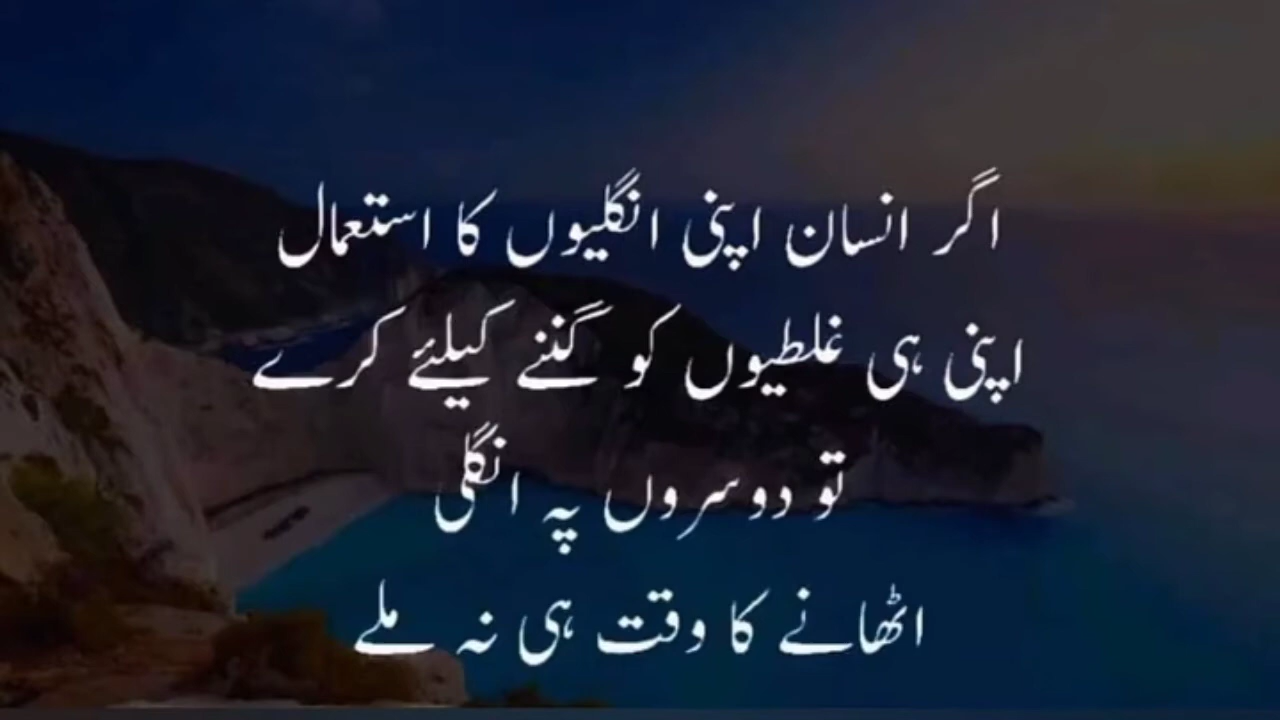 اگر انسان اپنی انگلیوں کا استعمال
اپنی ہی غلطیوں کو گننے کیلئے کرے
تو دوسروں پہ انگلی
اٹھانے کا وقت ہی نہ ملے